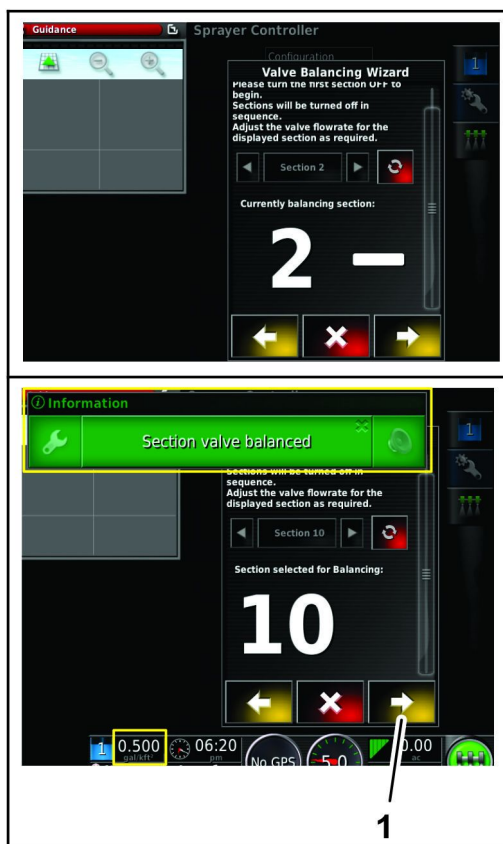 Guidance
Sprayer Controller
Configuration
Valve Balancing Wizard
Please turn the first section OFF to
begin.
Sections will be turned off in
sequence.
Adjust the valve flowrate for the
displayed section as required.
Section 2
Currently balancing section:
2 –
1
Information
Section valve balanced
Sections will be turned off in
sequence.
Adjust the valve flowrate for the
displayed section as required.
Section 10
Section selected for Balancing:
10
1
1
0.500
gal/kft²
06:20
pm
No GPS
5.0
0.00
ac
1